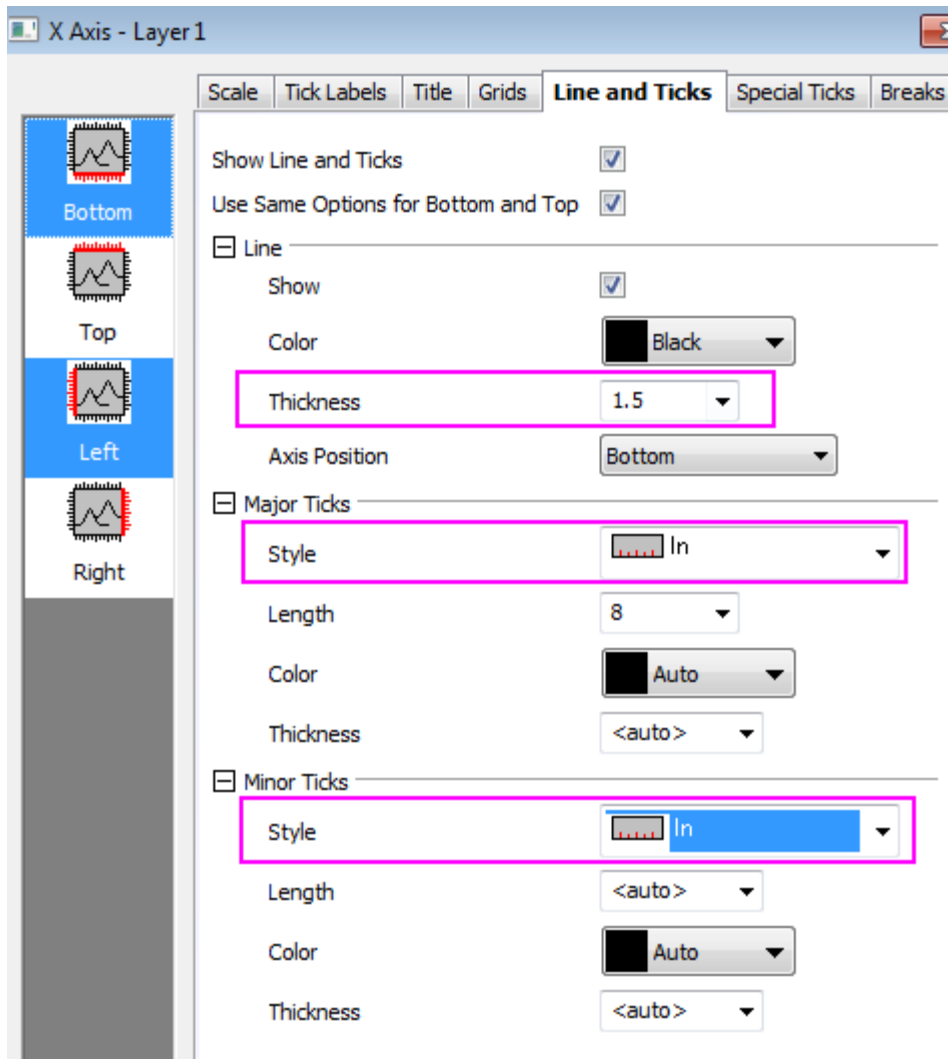 X Axis - Layer 1
Scale Tick Labels Title Grids Line and Ticks Special Ticks Breaks
Bottom
Top
Left
Right
Show Line and Ticks
Use Same Options for Bottom and Top
Line
Show
Color Black
Thickness 1.5
Axis Position Bottom
Major Ticks
Style In
Length 8
Color Auto
Thickness <auto>
Minor Ticks
Style In
Length <auto>
Color Auto
Thickness <auto>